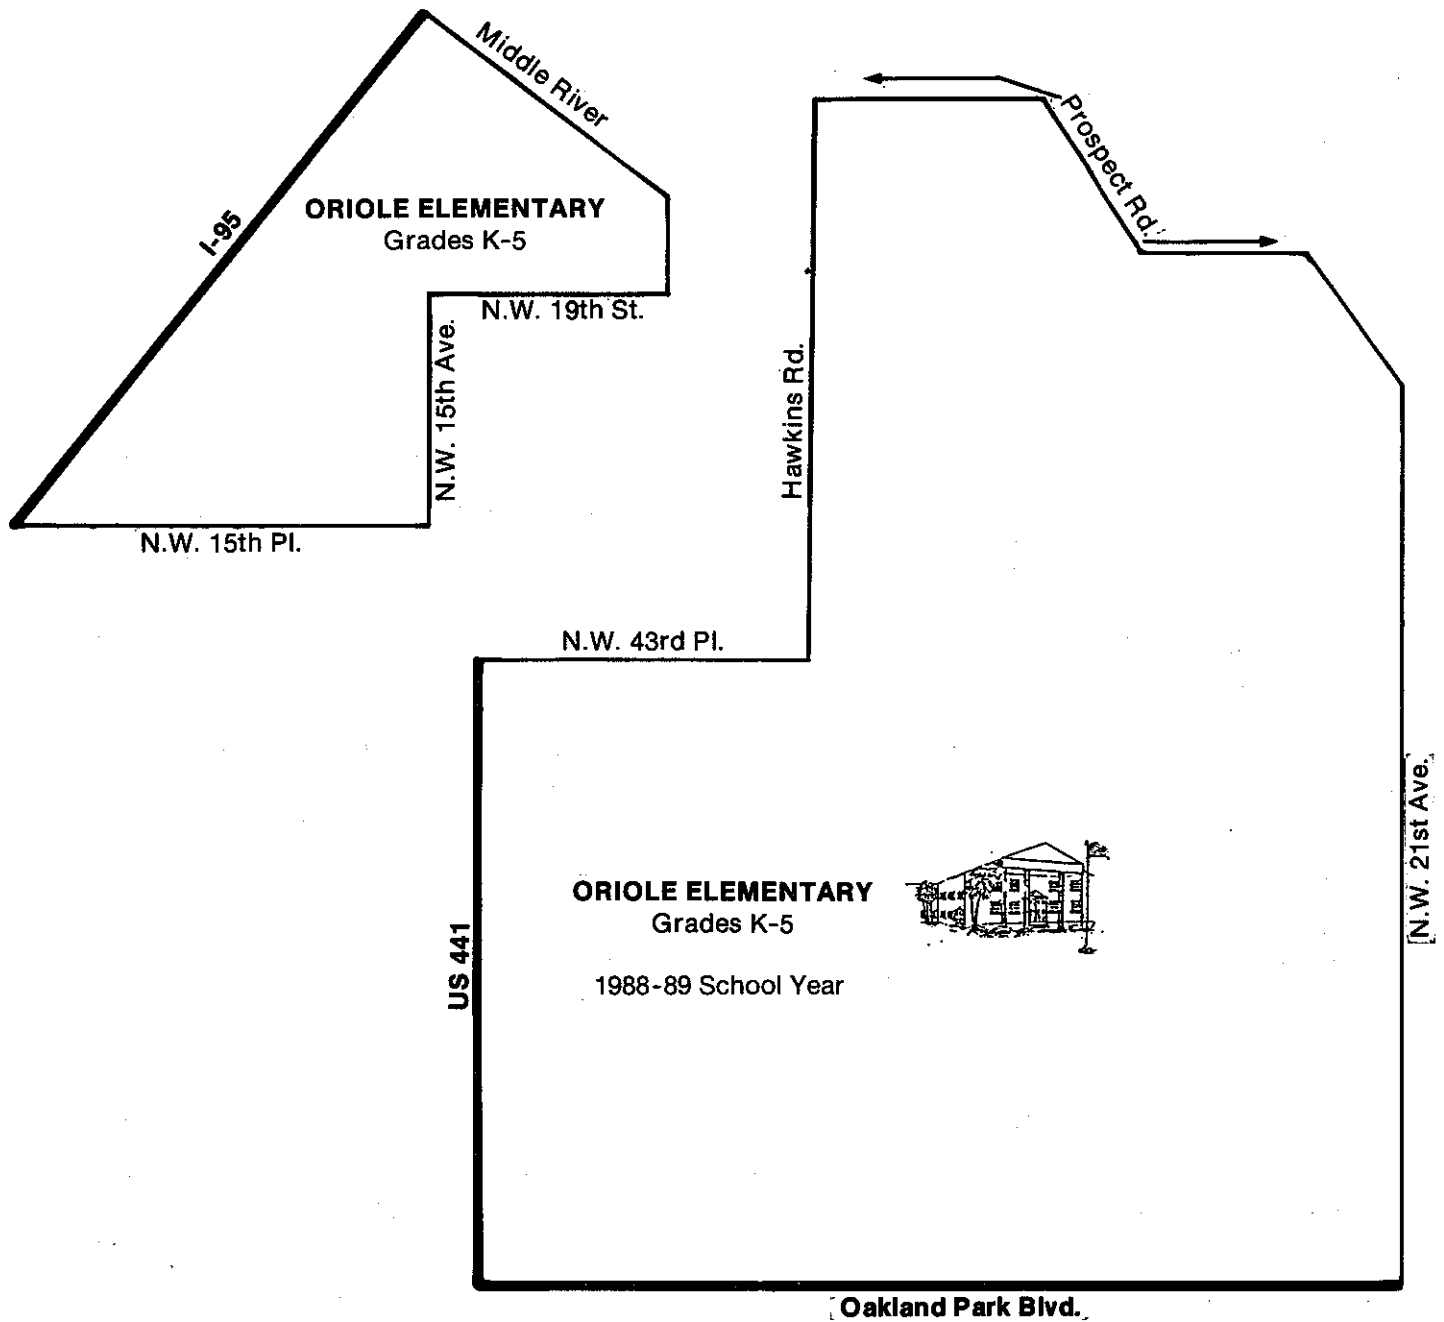 Middle River
I-95
ORIOLE ELEMENTARY
Grades K-5
N.W. 19th St.
N.W. 15th Ave.
N.W. 15th Pl.
Prospect Rd.
Hawkins Rd.
N.W. 43rd Pl.
US 441
ORIOLE ELEMENTARY
Grades K-5
1988-89 School Year
N.W. 21st Ave.
Oakland Park Blvd.